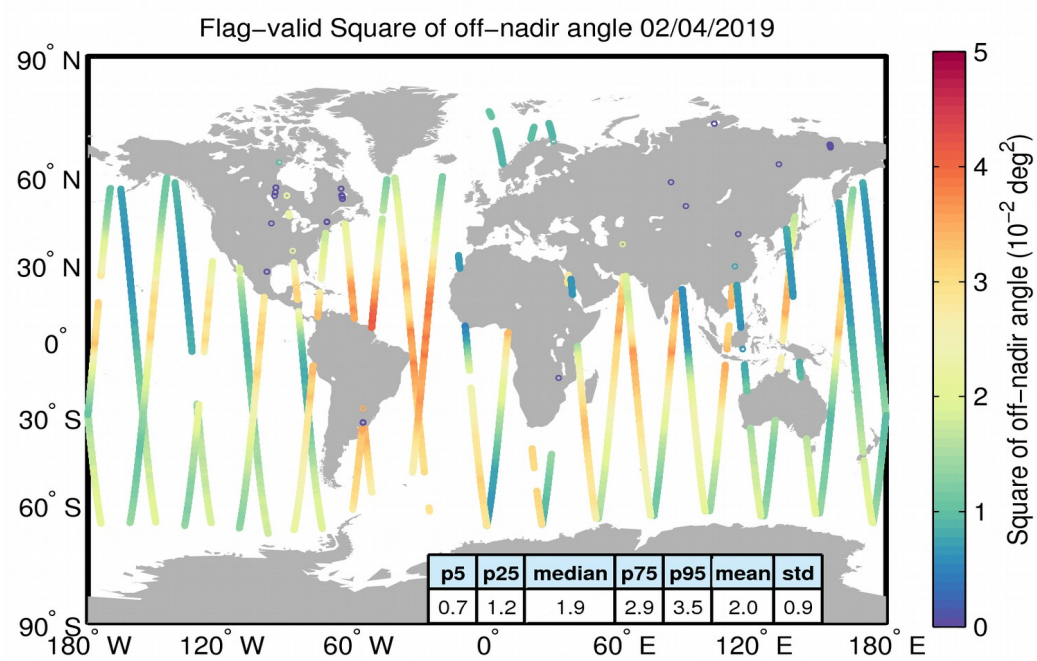 Flag−valid Square of off−nadir angle 02/04/2019
90° N
60° N
30° N
0°
30° S
60° S
90° S
180° W 120° W 60° W 0° 60° E 120° E 180° E
p5 p25 median p75 p95 mean std
0.7 1.2 1.9 2.9 3.5 2.0 0.9
5
4
3
2
1
0
Square of off−nadir angle (10⁻² deg²)